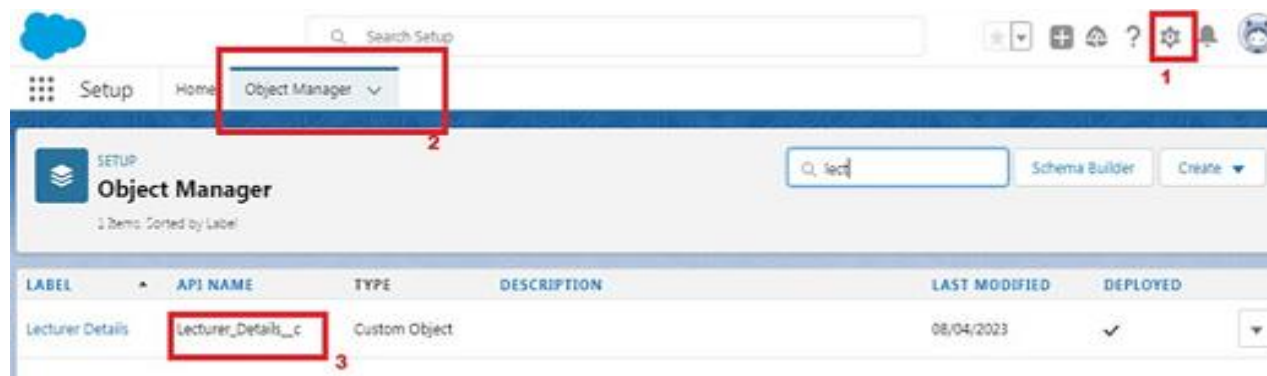 Search Setup
1
Setup Home Object Manager
2
SETUP
Object Manager
lect
Schema Builder Create
Items. Sorted by Label
LABEL API NAME TYPE DESCRIPTION LAST MODIFIED DEPLOYED
Lecturer Details Lecturer_Details__c Custom Object 08/04/2023
3